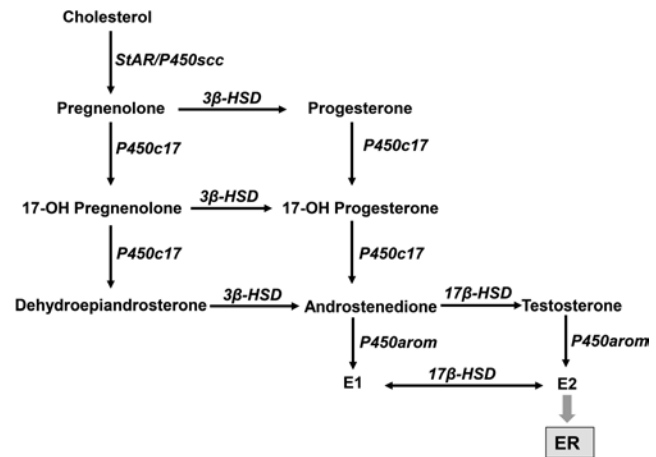 Cholesterol
StAR/P450scc
Pregnenolone 3β-HSD Progesterone
P450c17 P450c17
17-OH Pregnenolone 3β-HSD 17-OH Progesterone
P450c17 P450c17
Dehydroepiandrosterone 3β-HSD Androstenedione 17β-HSD Testosterone
P450arom P450arom
E1 17β-HSD E2
ER